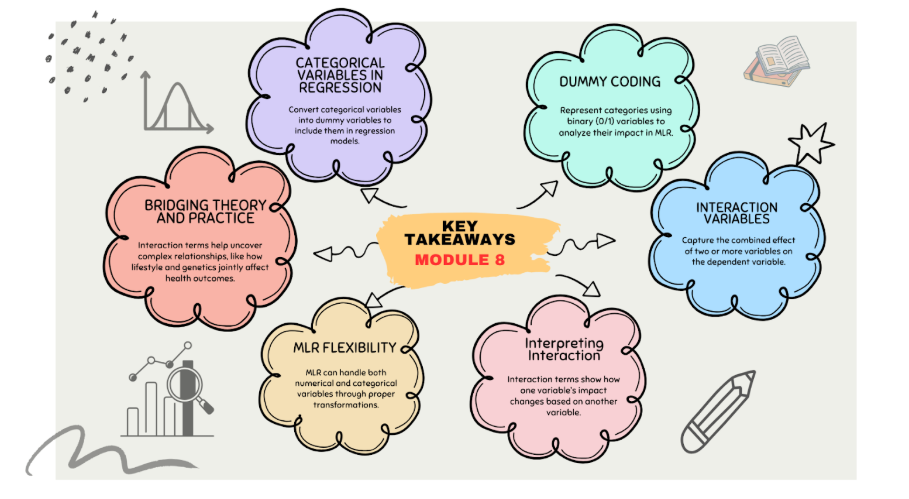 CATEGORICAL
VARIABLES IN
REGRESSION
Convert categorical variables
into dummy variables to
include them in regression
models.
DUMMY CODING
Represent categories using
binary (0/1) variables to
analyze their impact in MLR.
BRIDGING THEORY
AND PRACTICE
Interaction terms help uncover
complex relationships, like how
lifestyle and genetics jointly affect
health outcomes.
KEY
TAKEAWAYS
MODULE 8
INTERACTION
VARIABLES
Capture the combined effect
of two or more variables on
the dependent variable.
MLR FLEXIBILITY
MLR can handle both
numerical and categorical
variables through proper
transformations.
Interpreting
Interaction
Interaction terms show how
one variable's impact
changes based on another
variable.